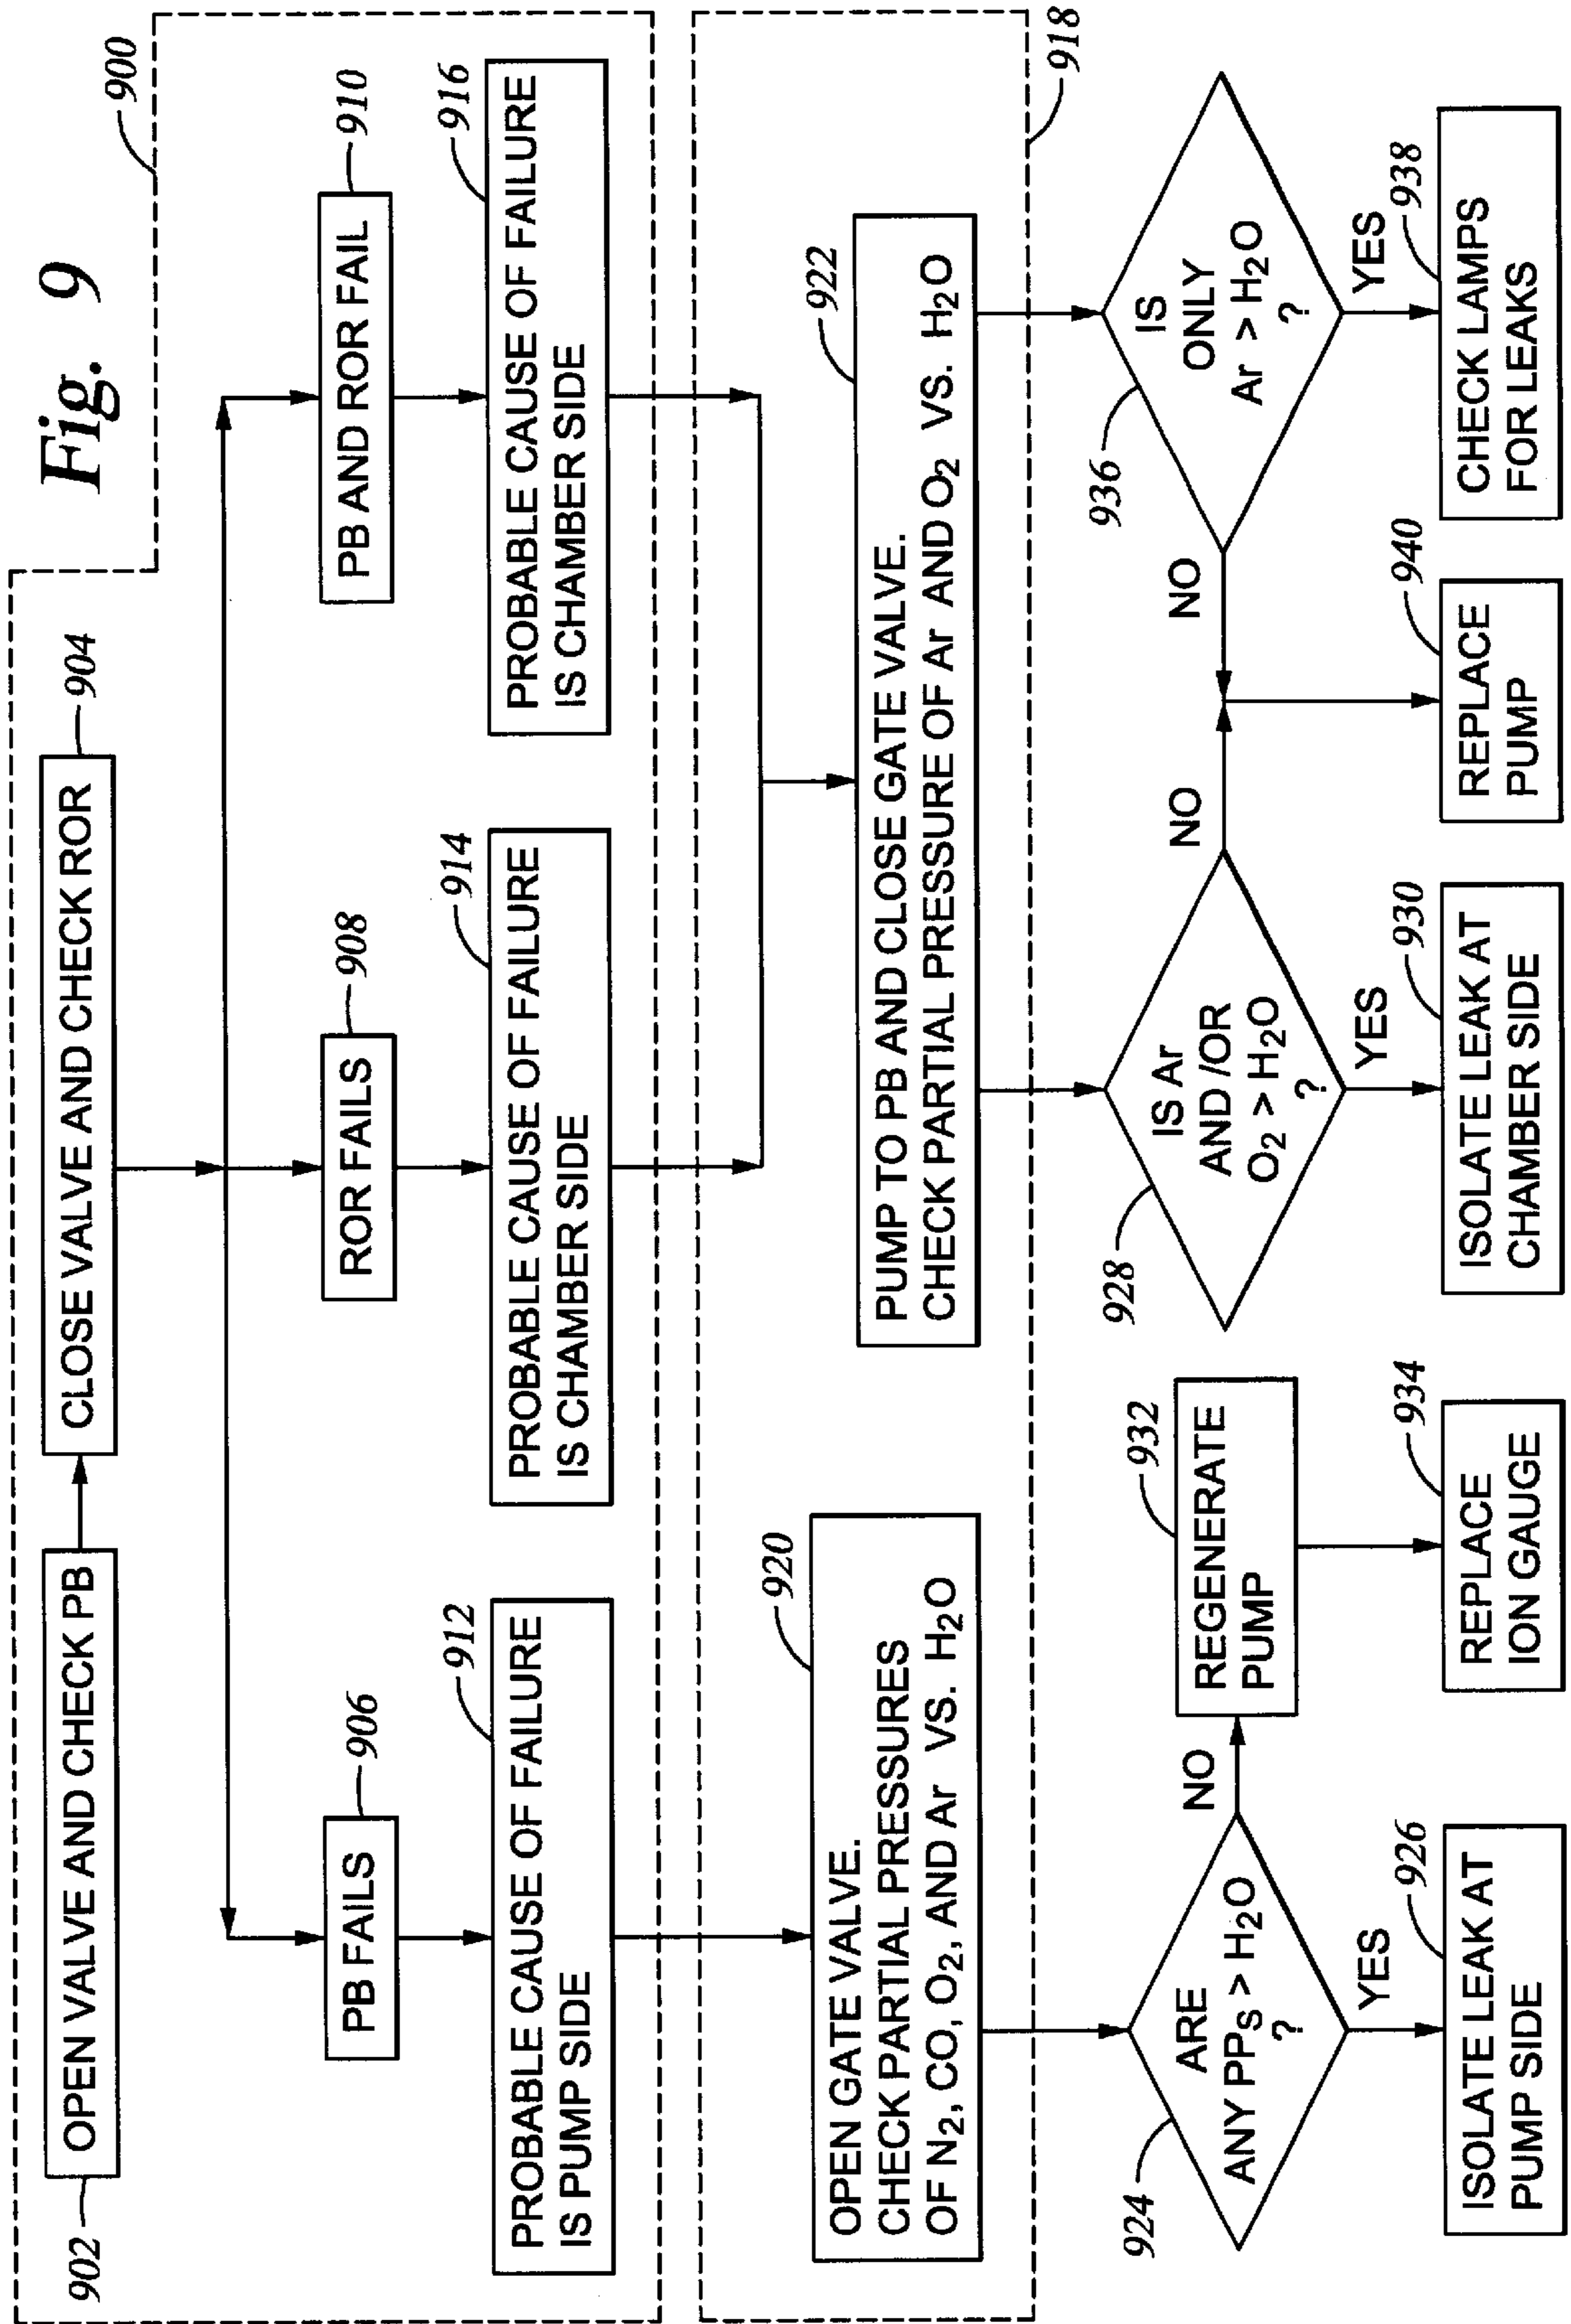 Fig. 9
900
902
OPEN VALVE AND CHECK PB
CLOSE VALVE AND CHECK ROR
904
PB FAILS
906
ROR FAILS
908
PB AND ROR FAIL
910
PROBABLE CAUSE OF FAILURE
IS PUMP SIDE
912
PROBABLE CAUSE OF FAILURE
IS CHAMBER SIDE
914
PROBABLE CAUSE OF FAILURE
IS CHAMBER SIDE
916
918
OPEN GATE VALVE.
CHECK PARTIAL PRESSURES
OF N₂, CO, O₂, AND Ar VS. H₂O
920
PUMP TO PB AND CLOSE GATE VALVE.
CHECK PARTIAL PRESSURE OF Ar AND O₂ VS. H₂O
922
924
ARE
ANY PPS > H₂O
?
NO
YES
REGENERATE
PUMP
932
928
IS Ar
AND /OR
O₂ > H₂O
?
NO
YES
936
IS
ONLY
Ar > H₂O
?
NO
YES
ISOLATE LEAK AT
PUMP SIDE
926
REPLACE
ION GAUGE
934
ISOLATE LEAK AT
CHAMBER SIDE
930
REPLACE
PUMP
940
CHECK LAMPS
FOR LEAKS
938